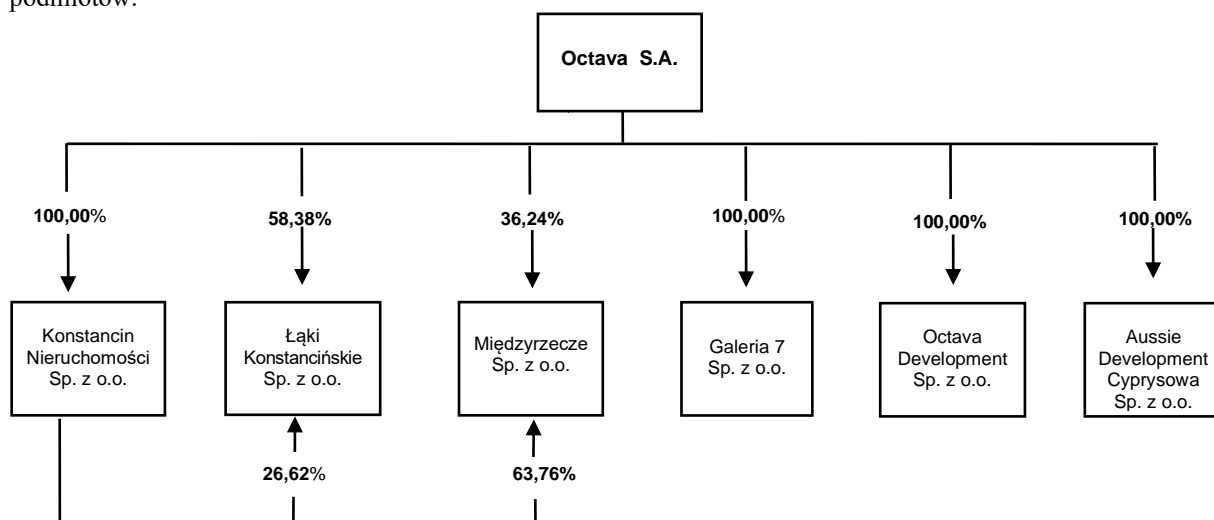 podmiotów:
Octava S.A.
100,00%
58,38%
36,24%
100,00%
100,00%
100,00%
Konstancin
Nieruchomości
Sp. z o.o.
Łąki
Konstancińskie
Sp. z o.o.
Międzyrzecze
Sp. z o.o.
Galeria 7
Sp. z o.o.
Octava
Development
Sp. z o.o.
Aussie
Development
Cyprysowa
Sp. z o.o.
26,62%
63,76%